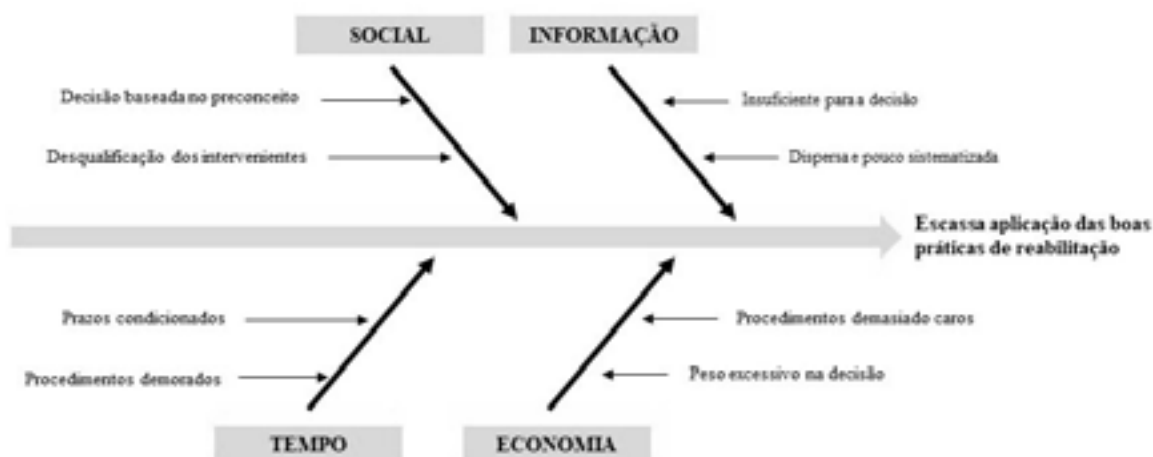 SOCIAL
INFORMAÇÃO
Decisão baseada no preconceito
Insuficiente para a decisão
Desqualificação dos intervenientes
Dispersa e pouco sistematizada
Escassa aplicação das boas
práticas de reabilitação
Prazos condicionados
Procedimentos demasiado caros
Procedimentos demorados
Peso excessivo na decisão
TEMPO
ECONOMIA